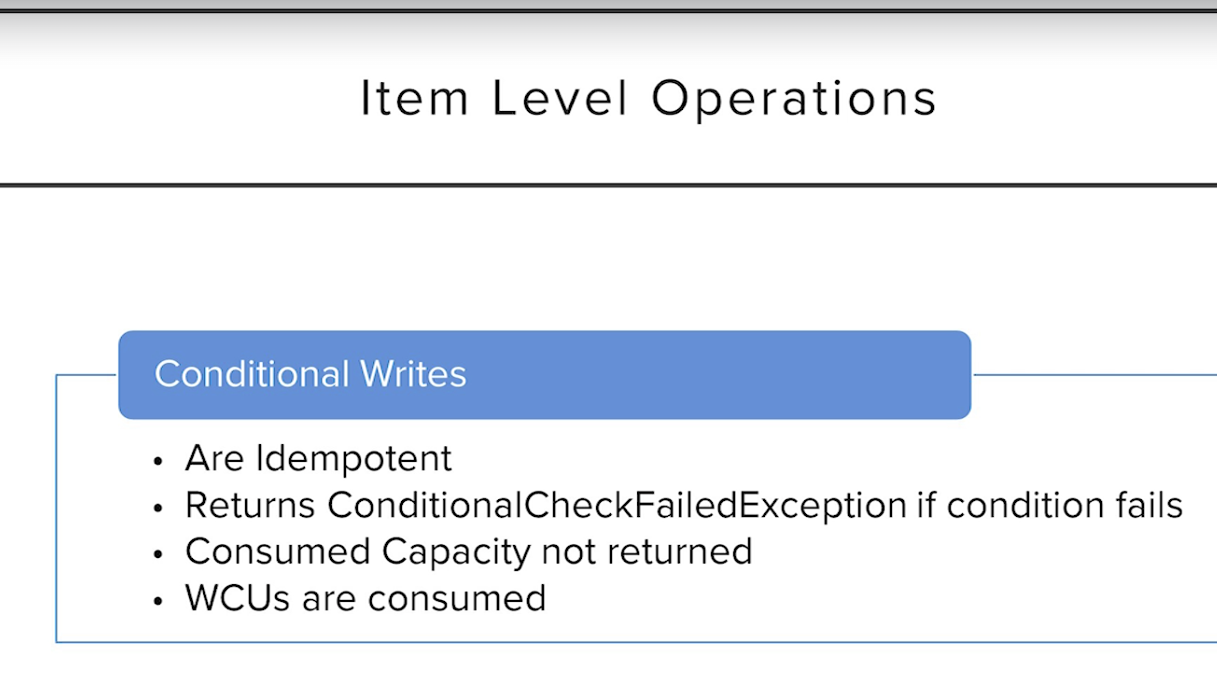 Item Level Operations
Conditional Writes
• Are Idempotent
• Returns ConditionalCheckFailedException if condition fails
• Consumed Capacity not returned
• WCUs are consumed